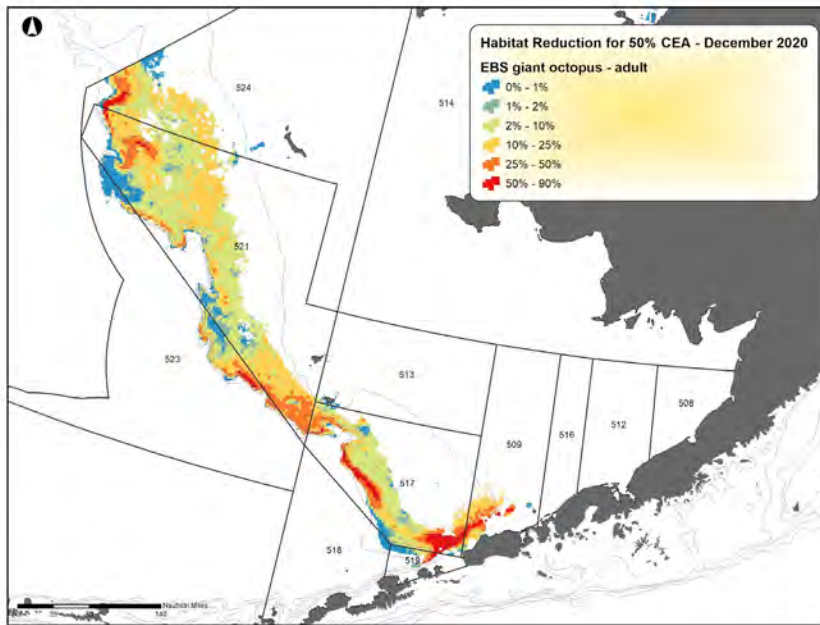 Habitat Reduction for 50% CEA - December 2020
EBS giant octopus - adult
0% - 1%
1% - 2%
2% - 10%
10% - 25%
25% - 50%
50% - 90%
524
514
521
523
513
509
516
512
508
517
518
519
Nautical Miles
140